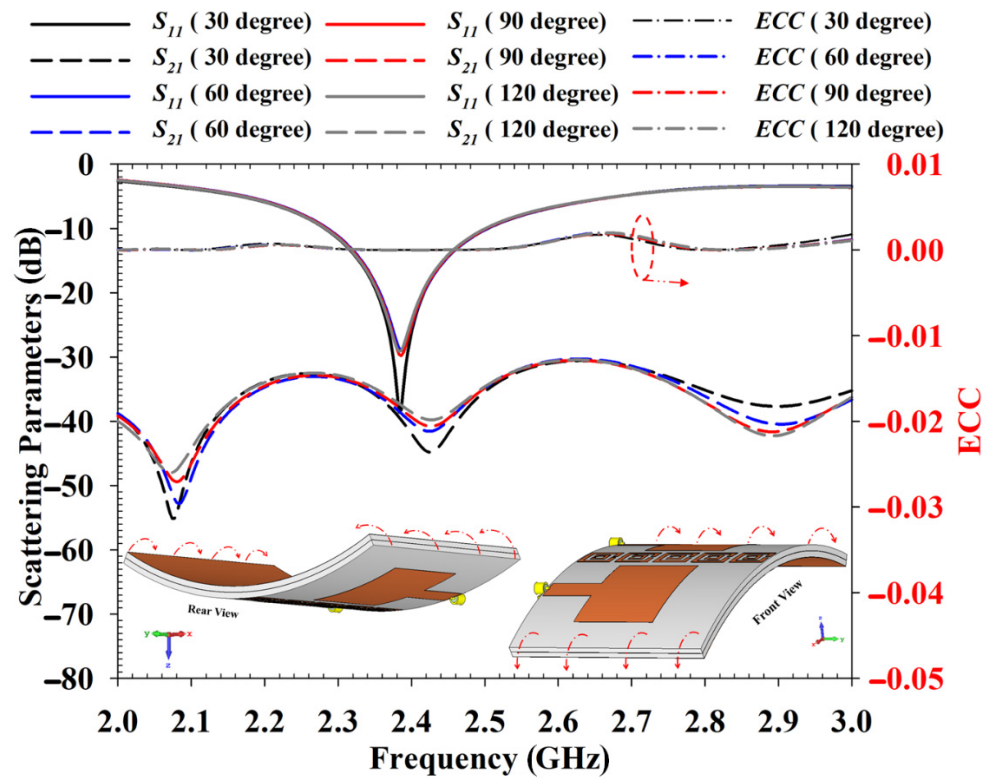 S11 ( 30 degree) S11 ( 90 degree) ECC ( 30 degree)
S21 ( 30 degree) S21 ( 90 degree) ECC ( 60 degree)
S11 ( 60 degree) S11 ( 120 degree) ECC ( 90 degree)
S21 ( 60 degree) S21 ( 120 degree) ECC ( 120 degree)
0 0.01
−10 0.00
−20 −0.01
−30
−40 −0.02
−50 −0.03
−60
−70 −0.04
−80 −0.05
Scattering Parameters (dB)
ECC
Rear View
Front View
y x
z
z
x y
2.0 2.1 2.2 2.3 2.4 2.5 2.6 2.7 2.8 2.9 3.0
Frequency (GHz)